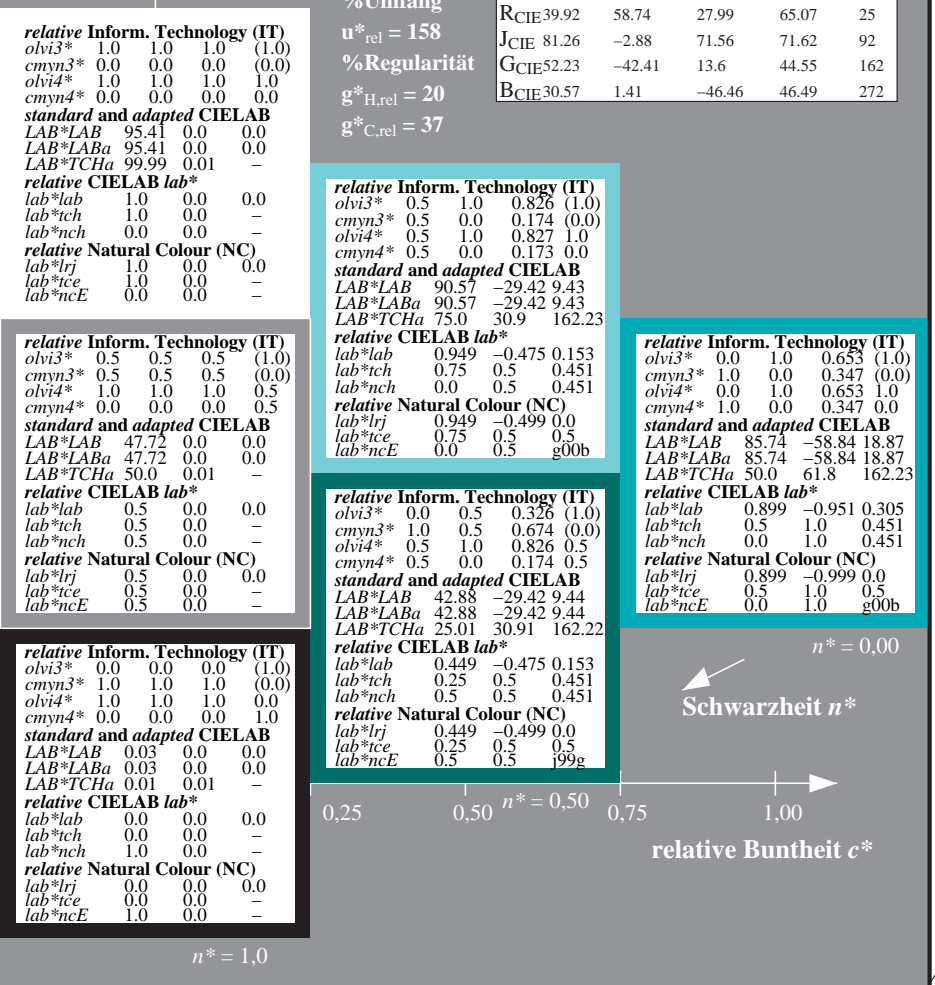 %Umfang
u*rel = 158
%Regularität
g*H,rel = 20
g*C,rel = 37
RCIE 39.92 58.74 27.99 65.07 25
JCIE 81.26 −2.88 71.56 71.62 92
GCIE 52.23 −42.41 13.6 44.55 162
BCIE 30.57 1.41 −46.46 46.49 272
relative Inform. Technology (IT)
olvi3* 1.0 1.0 1.0 (1.0)
cmyn3* 0.0 0.0 0.0 (0.0)
olvi4* 1.0 1.0 1.0 1.0
cmyn4* 0.0 0.0 0.0 0.0
standard and adapted CIELAB
LAB*LAB 95.41 0.0 0.0
LAB*LABa 95.41 0.0 0.0
LAB*TCHa 99.99 0.01 –
relative CIELAB lab*
lab*lab 1.0 0.0 0.0
lab*tch 1.0 0.0 –
lab*nch 0.0 0.0 –
relative Natural Colour (NC)
lab*lrj 1.0 0.0 0.0
lab*tce 1.0 0.0 –
lab*ncE 0.0 0.0 –
relative Inform. Technology (IT)
olvi3* 0.5 1.0 0.826 (1.0)
cmyn3* 0.5 0.0 0.174 (0.0)
olvi4* 0.5 1.0 0.827 1.0
cmyn4* 0.5 0.0 0.173 0.0
standard and adapted CIELAB
LAB*LAB 90.57 −29.42 9.43
LAB*LABa 90.57 −29.42 9.43
LAB*TCHa 75.0 30.9 162.23
relative CIELAB lab*
lab*lab 0.949 −0.475 0.153
lab*tch 0.75 0.5 0.451
lab*nch 0.0 0.5 0.451
relative Natural Colour (NC)
lab*lrj 0.949 −0.499 0.0
lab*tce 0.75 0.5 0.5
lab*ncE 0.0 0.5 g00b
relative Inform. Technology (IT)
olvi3* 0.5 0.5 0.5 (1.0)
cmyn3* 0.5 0.5 0.5 (0.0)
olvi4* 1.0 1.0 1.0 0.5
cmyn4* 0.0 0.0 0.0 0.5
standard and adapted CIELAB
LAB*LAB 47.72 0.0 0.0
LAB*LABa 47.72 0.0 0.0
LAB*TCHa 50.0 0.01 –
relative CIELAB lab*
lab*lab 0.5 0.0 0.0
lab*tch 0.5 0.0 –
lab*nch 0.5 0.0 –
relative Natural Colour (NC)
lab*lrj 0.5 0.0 0.0
lab*tce 0.5 0.0 –
lab*ncE 0.5 0.0 –
relative Inform. Technology (IT)
olvi3* 0.0 1.0 0.653 (1.0)
cmyn3* 1.0 0.0 0.347 (0.0)
olvi4* 0.0 1.0 0.653 1.0
cmyn4* 1.0 0.0 0.347 0.0
standard and adapted CIELAB
LAB*LAB 85.74 −58.84 18.87
LAB*LABa 85.74 −58.84 18.87
LAB*TCHa 50.0 61.8 162.23
relative CIELAB lab*
lab*lab 0.899 −0.951 0.305
lab*tch 0.5 1.0 0.451
lab*nch 0.0 1.0 0.451
relative Natural Colour (NC)
lab*lrj 0.899 −0.999 0.0
lab*tce 0.5 1.0 0.5
lab*ncE 0.0 1.0 g00b
relative Inform. Technology (IT)
olvi3* 0.0 0.5 0.326 (1.0)
cmyn3* 1.0 0.5 0.674 (0.0)
olvi4* 0.5 1.0 0.826 0.5
cmyn4* 0.5 0.0 0.174 0.5
standard and adapted CIELAB
LAB*LAB 42.88 −29.42 9.44
LAB*LABa 42.88 −29.42 9.44
LAB*TCHa 25.01 30.91 162.22
relative CIELAB lab*
lab*lab 0.449 −0.475 0.153
lab*tch 0.25 0.5 0.451
lab*nch 0.5 0.5 0.451
relative Natural Colour (NC)
lab*lrj 0.449 −0.499 0.0
lab*tce 0.25 0.5 0.5
lab*ncE 0.5 0.5 j99g
relative Inform. Technology (IT)
olvi3* 0.0 0.0 0.0 (1.0)
cmyn3* 1.0 1.0 1.0 (0.0)
olvi4* 1.0 1.0 1.0 0.0
cmyn4* 0.0 0.0 0.0 1.0
standard and adapted CIELAB
LAB*LAB 0.03 0.0 0.0
LAB*LABa 0.03 0.0 0.0
LAB*TCHa 0.01 0.01 –
relative CIELAB lab*
lab*lab 0.0 0.0 0.0
lab*tch 0.0 0.0 –
lab*nch 1.0 0.0 –
relative Natural Colour (NC)
lab*lrj 0.0 0.0 0.0
lab*tce 0.0 0.0 –
lab*ncE 1.0 0.0 –
n* = 0,00
Schwarzheit n*
0,25 0,50 n* = 0,50 0,75 1,00
relative Buntheit c*
n* = 1,0